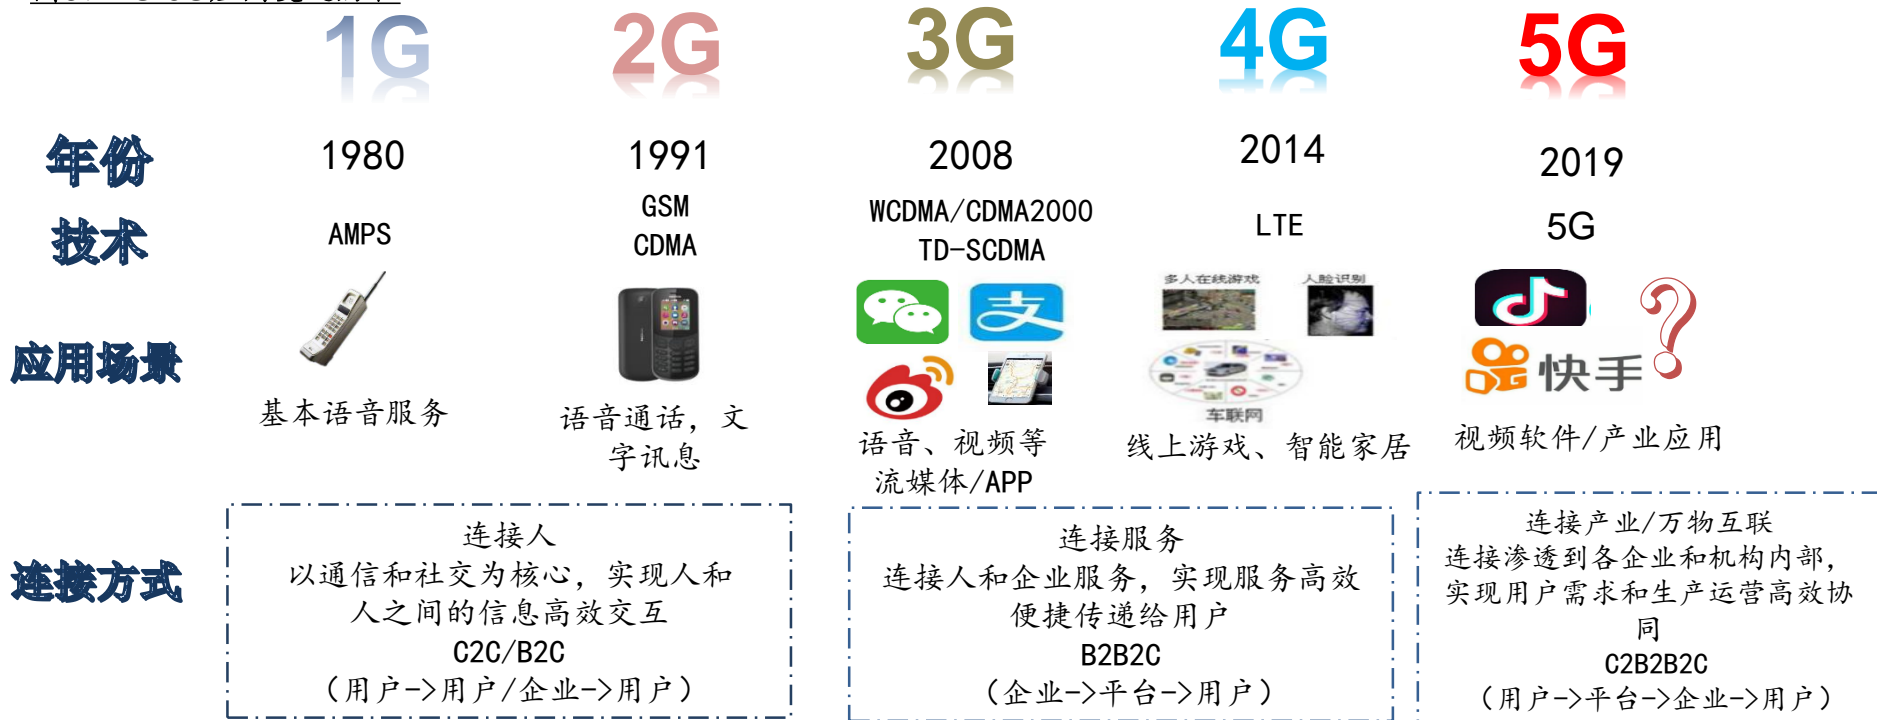 1G
2G
3G
4G
5G
年份
1980
1991
2008
2014
2019
技术
AMPS
GSM
CDMA
WCDMA/CDMA2000
TD-SCDMA
LTE
5G
应用场景
多人在线游戏
人脸识别
车联网
快手
?
基本语音服务
语音通话，文
字讯息
语音、视频等
流媒体/APP
线上游戏、智能家居
视频软件/产业应用
连接方式
连接人
以通信和社交为核心，实现人和
人之间的信息高效交互
C2C/B2C
（用户->用户/企业->用户）
连接服务
连接人和企业服务，实现服务高效
便捷传递给用户
B2B2C
（企业->平台->用户）
连接产业/万物互联
连接渗透到各企业和机构内部，
实现用户需求和生产运营高效协
同
C2B2B2C
（用户->平台->企业->用户）